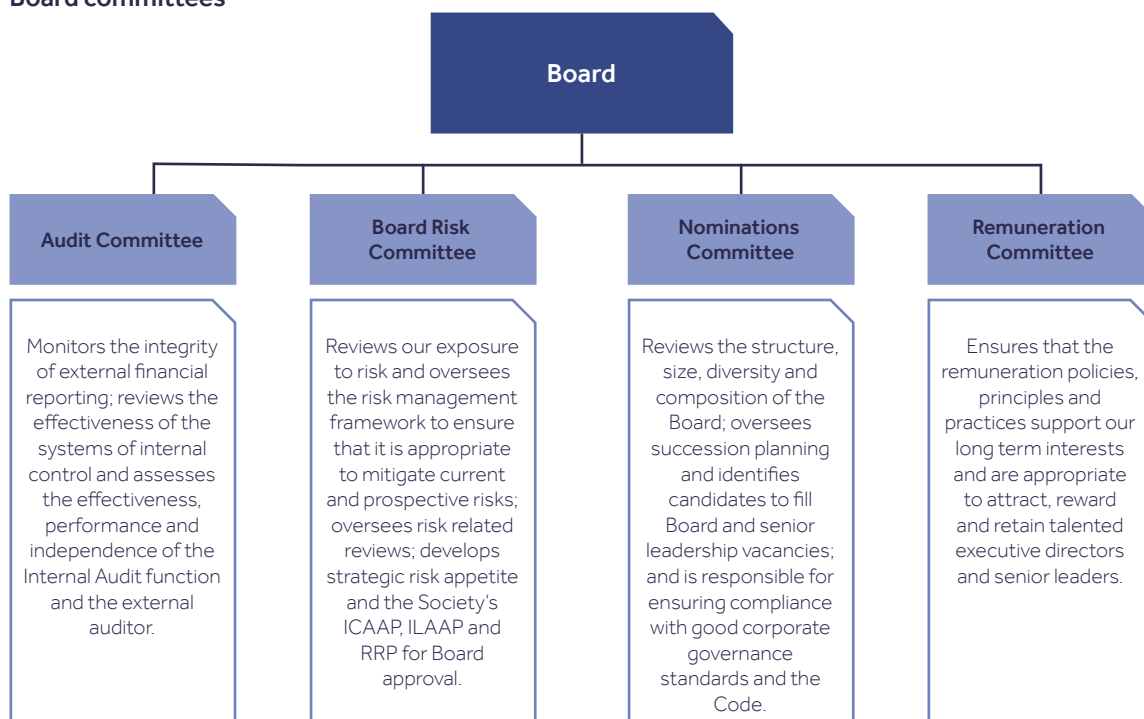 Board committees
Board
Audit Committee
Board Risk
Committee
Nominations
Committee
Remuneration
Committee
Monitors the integrity
of external financial
reporting; reviews the
effectiveness of the
systems of internal
control and assesses
the effectiveness,
performance and
independence of the
Internal Audit function
and the external
auditor.
Reviews our exposure
to risk and oversees
the risk management
framework to ensure
that it is appropriate
to mitigate current
and prospective risks;
oversees risk related
reviews; develops
strategic risk appetite
and the Society's
ICAAP, ILAAP and
RRP for Board
approval.
Reviews the structure,
size, diversity and
composition of the
Board; oversees
succession planning
and identifies
candidates to fill
Board and senior
leadership vacancies;
and is responsible for
ensuring compliance
with good corporate
governance
standards and the
Code.
Ensures that the
remuneration policies,
principles and
practices support our
long term interests
and are appropriate
to attract, reward
and retain talented
executive directors
and senior leaders.